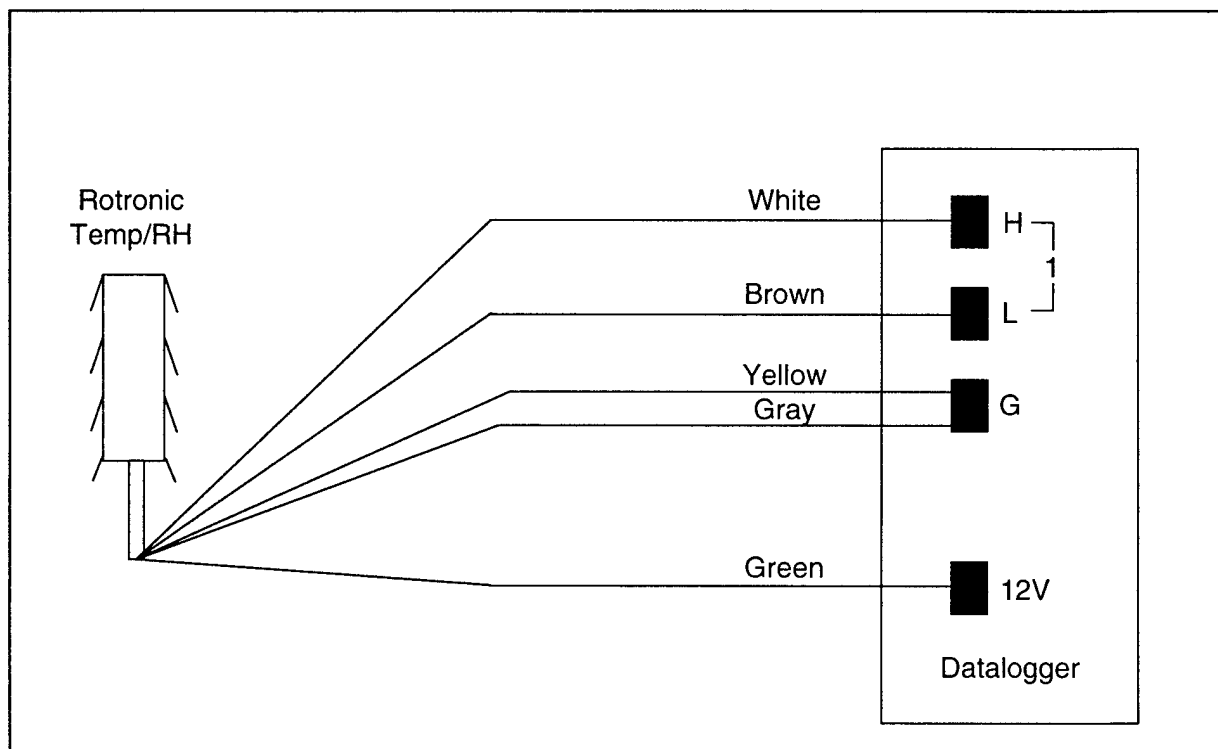 Rotronic
Temp/RH
White
H
1
Brown
L
Yellow
Gray
G
Green
12V
Datalogger